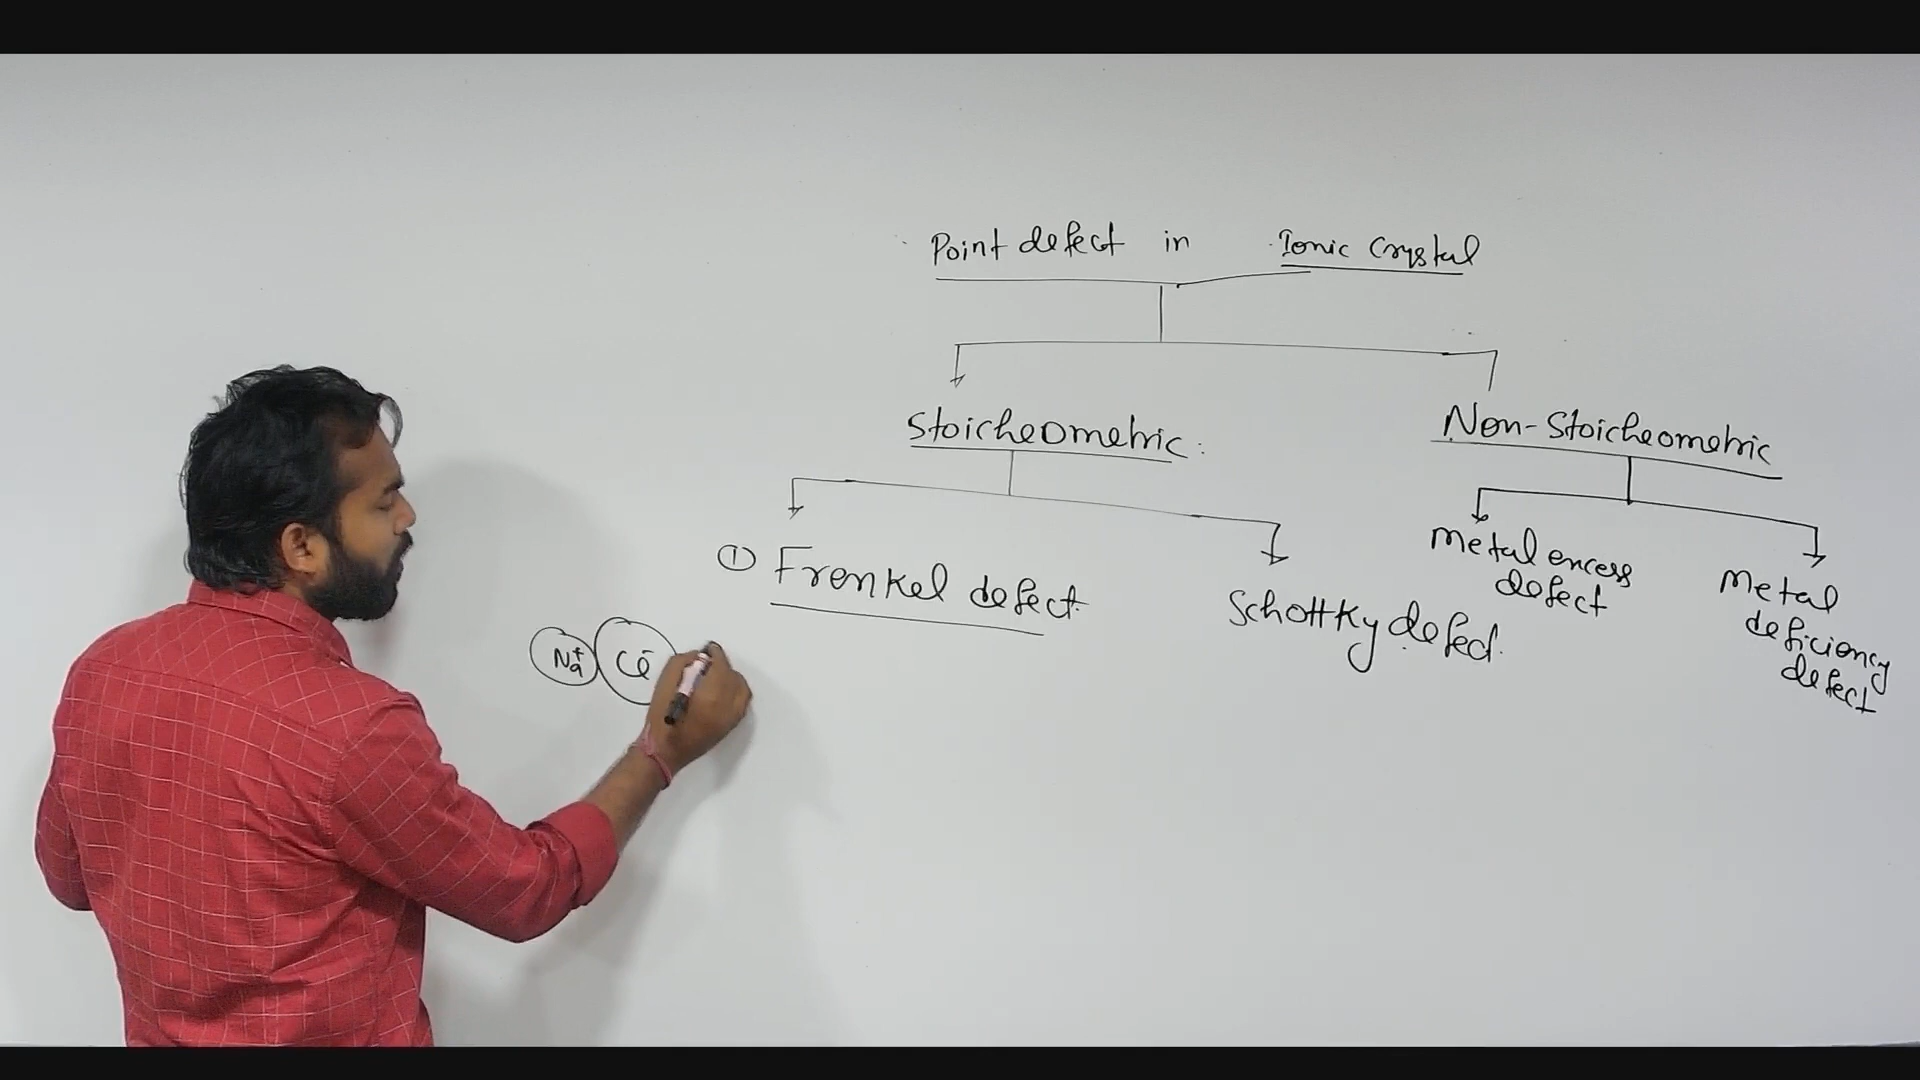 Point defect in Ionic Crystal
Stoicheometric
Non-Stoicheometric
① Frenkel defect
Schottky defect
Metal encess
defect
Metal
deficiency
defect
Na+ Cl-